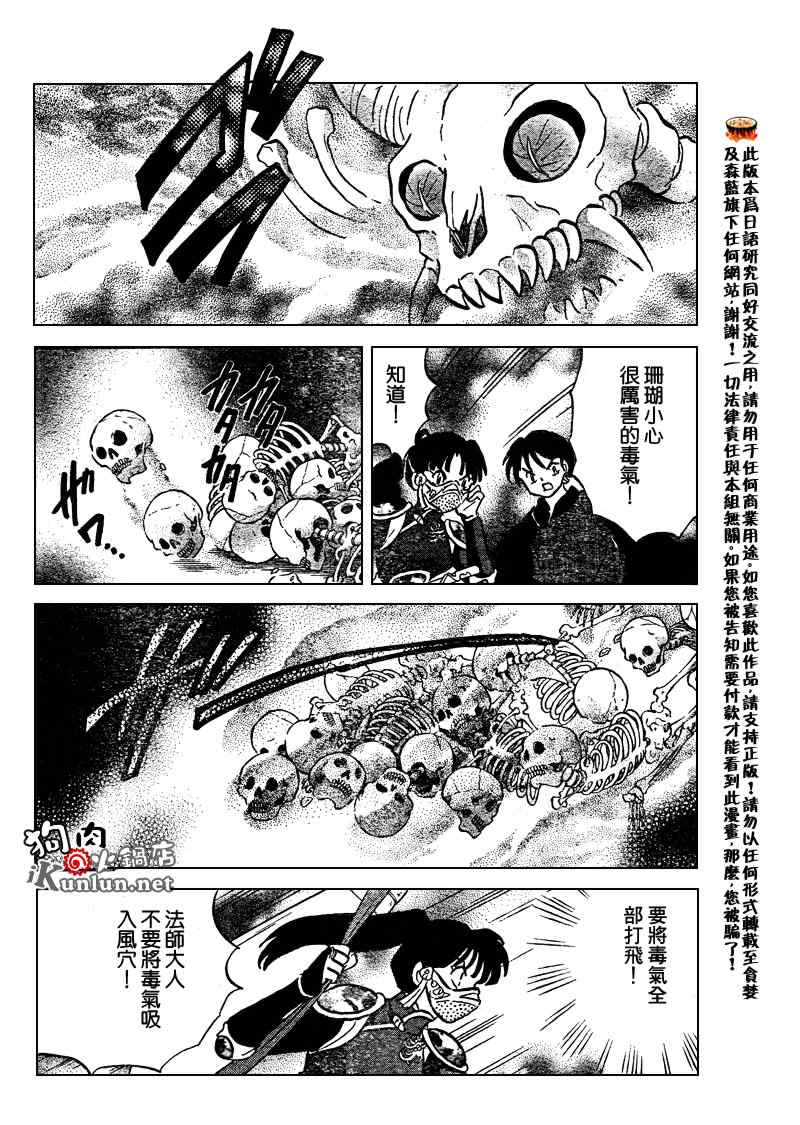 ズズズ
珊瑚小心
很厲害的毒氣！
知道！
カタ
カタ
カタ
要將毒氣全
部打飛！
法師大人
不要將毒氣吸
入風穴！
狗肉
火鍋店
iKunlun.net
此版本爲日語研究同好交流之用，請勿用于任何商業用途。如您喜歡此作品，請支持正版！請勿以任何形式轉載至貪婪
及森藍旗下任何網站，謝謝！一切法律責任與本組無關。如果您被告知需要付款才能看到此漫畫，那麼，您被騙了！